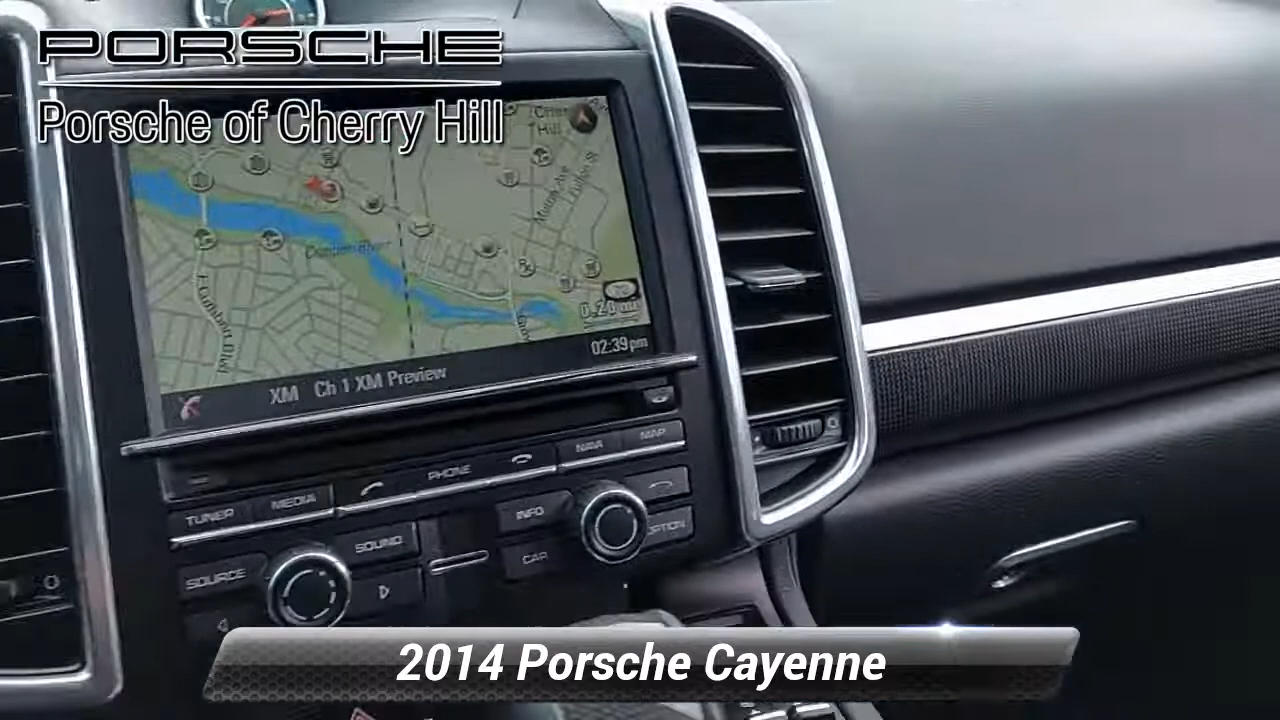 PORSCHE
Porsche of Cherry Hill
Hill
02:39pm
XM Ch 1 XM Preview
TUNER MEDIA PHONE NAVI MAP
SOURCE SOUND INFO OPTION
CAR
2014 Porsche Cayenne